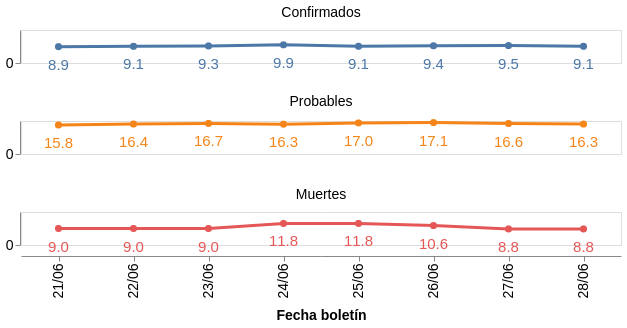 Confirmados
0
8.9 9.1 9.3 9.9 9.1 9.4 9.5 9.1
Probables
0
15.8 16.4 16.7 16.3 17.0 17.1 16.6 16.3
Muertes
0
9.0 9.0 9.0 11.8 11.8 10.6 8.8 8.8
21/06 22/06 23/06 24/06 25/06 26/06 27/06 28/06
Fecha boletín